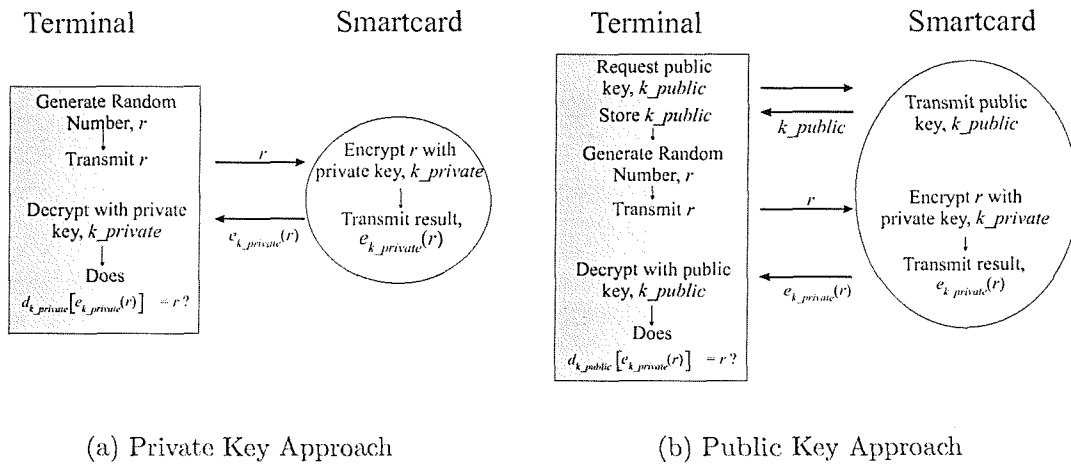 Terminal
Smartcard
Generate Random
Number, r
Transmit r
Decrypt with private
key, k_private
Does
d_k_private[e_k_private(r)] = r ?
r
e_k_private(r)
Encrypt r with
private key, k_private
Transmit result,
e_k_private(r)
(a) Private Key Approach
Terminal
Smartcard
Request public
key, k_public
Store k_public
Generate Random
Number, r
Transmit r
Decrypt with public
key, k_public
Does
d_k_public[e_k_private(r)] = r ?
k_public
r
e_k_private(r)
Transmit public
key, k_public
Encrypt r with
private key, k_private
Transmit result,
e_k_private(r)
(b) Public Key Approach